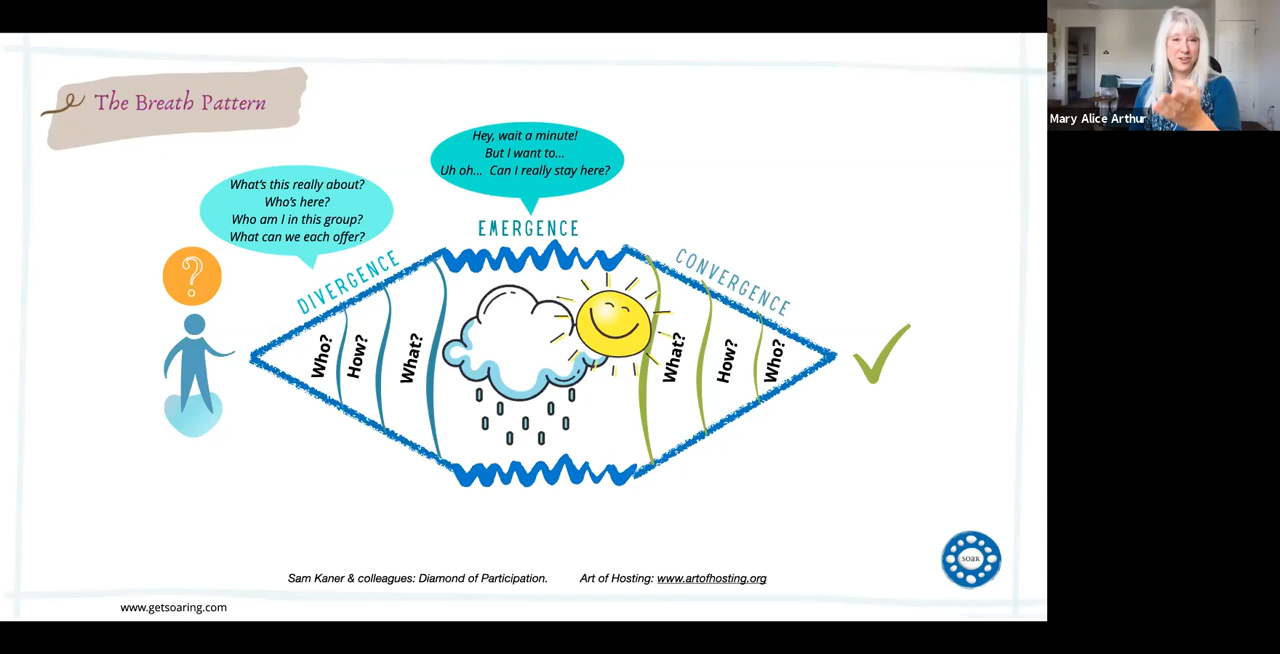 The Breath Pattern
Mary Alice Arthur
Hey, wait a minute!
But I want to...
Uh oh... Can I really stay here?
What's this really about?
Who's here?
Who am I in this group?
What can we each offer?
EMERGENCE
DIVERGENCE
CONVERGENCE
?
Who?
How?
What?
What?
How?
Who?
SOAR
Sam Kaner & colleagues: Diamond of Participation. Art of Hosting: www.artofhosting.org
www.getsoaring.com